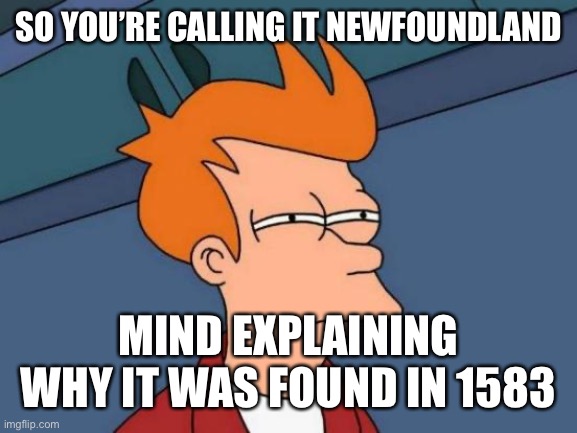 SO YOU’RE CALLING IT NEWFOUNDLAND
MIND EXPLAINING
WHY IT WAS FOUND IN 1583
imgflip.com